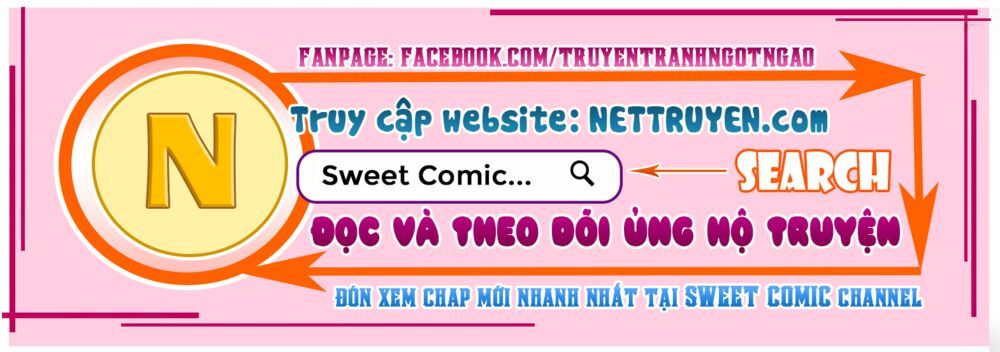 FANPAGE: FACEBOOK.COM/TRUYENTRANHNGOTNGAO
Truy cập website: NETTRUYEN.com
N
Sweet Comic...
SEARCH
ĐỌC VÀ THEO DÕI ỦNG HỘ TRUYỆN
ĐÓN XEM CHAP MỚI NHANH NHẤT TẠI SWEET COMIC CHANNEL